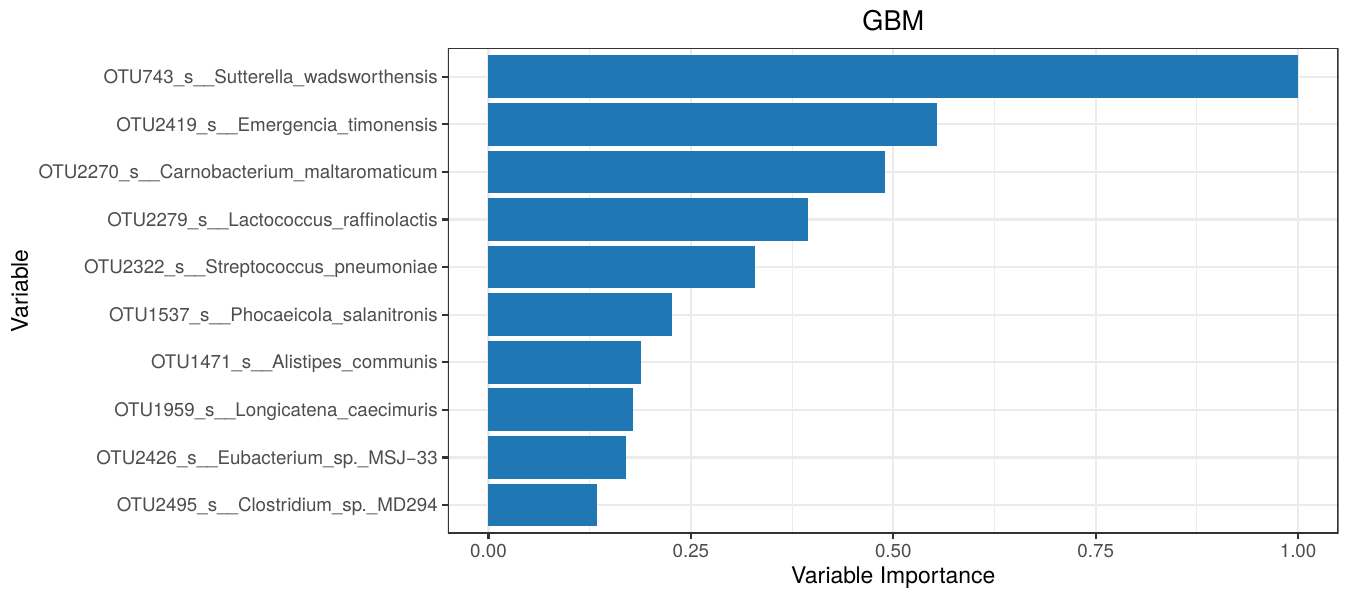 GBM
Variable
OTU743_s__Sutterella_wadsworthensis
OTU2419_s__Emergencia_timonensis
OTU2270_s__Carnobacterium_maltaromaticum
OTU2279_s__Lactococcus_raffinolactis
OTU2322_s__Streptococcus_pneumoniae
OTU1537_s__Phocaeicola_salanitronis
OTU1471_s__Alistipes_communis
OTU1959_s__Longicatena_caecimuris
OTU2426_s__Eubacterium_sp._MSJ−33
OTU2495_s__Clostridium_sp._MD294
0.00 0.25 0.50 0.75 1.00
Variable Importance